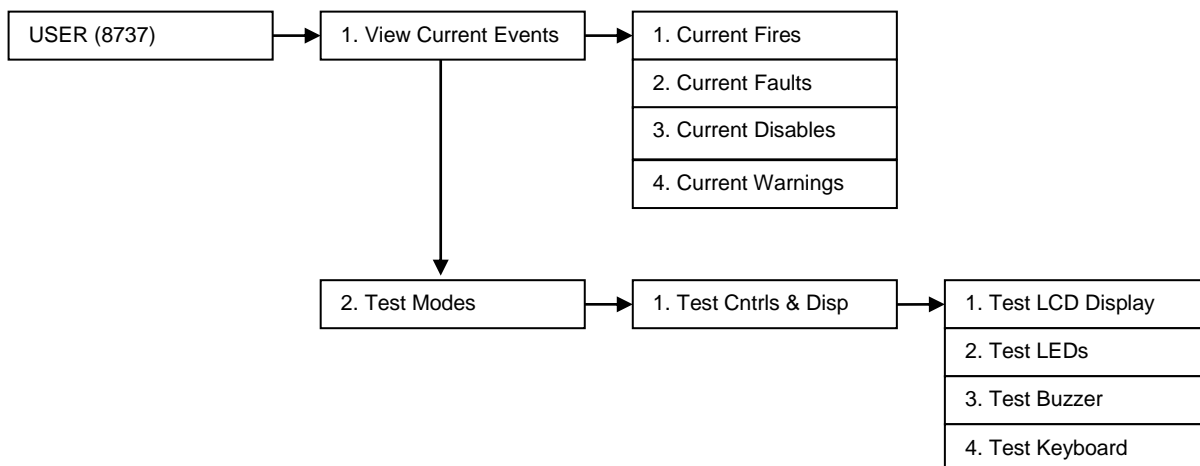 USER (8737)
1. View Current Events
1. Current Fires
2. Current Faults
3. Current Disables
4. Current Warnings
2. Test Modes
1. Test Cntrls & Disp
1. Test LCD Display
2. Test LEDs
3. Test Buzzer
4. Test Keyboard